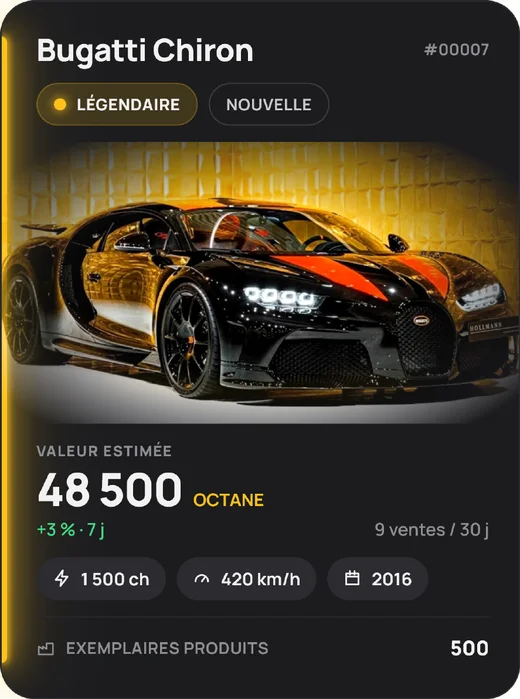 Bugatti Chiron
#00007
LÉGENDAIRE
NOUVELLE
BUGATTI
HOLLMANN
VALEUR ESTIMÉE
48 500 OCTANE
+3 % · 7 j
9 ventes / 30 j
1 500 ch
420 km/h
2016
EXEMPLAIRES PRODUITS
500